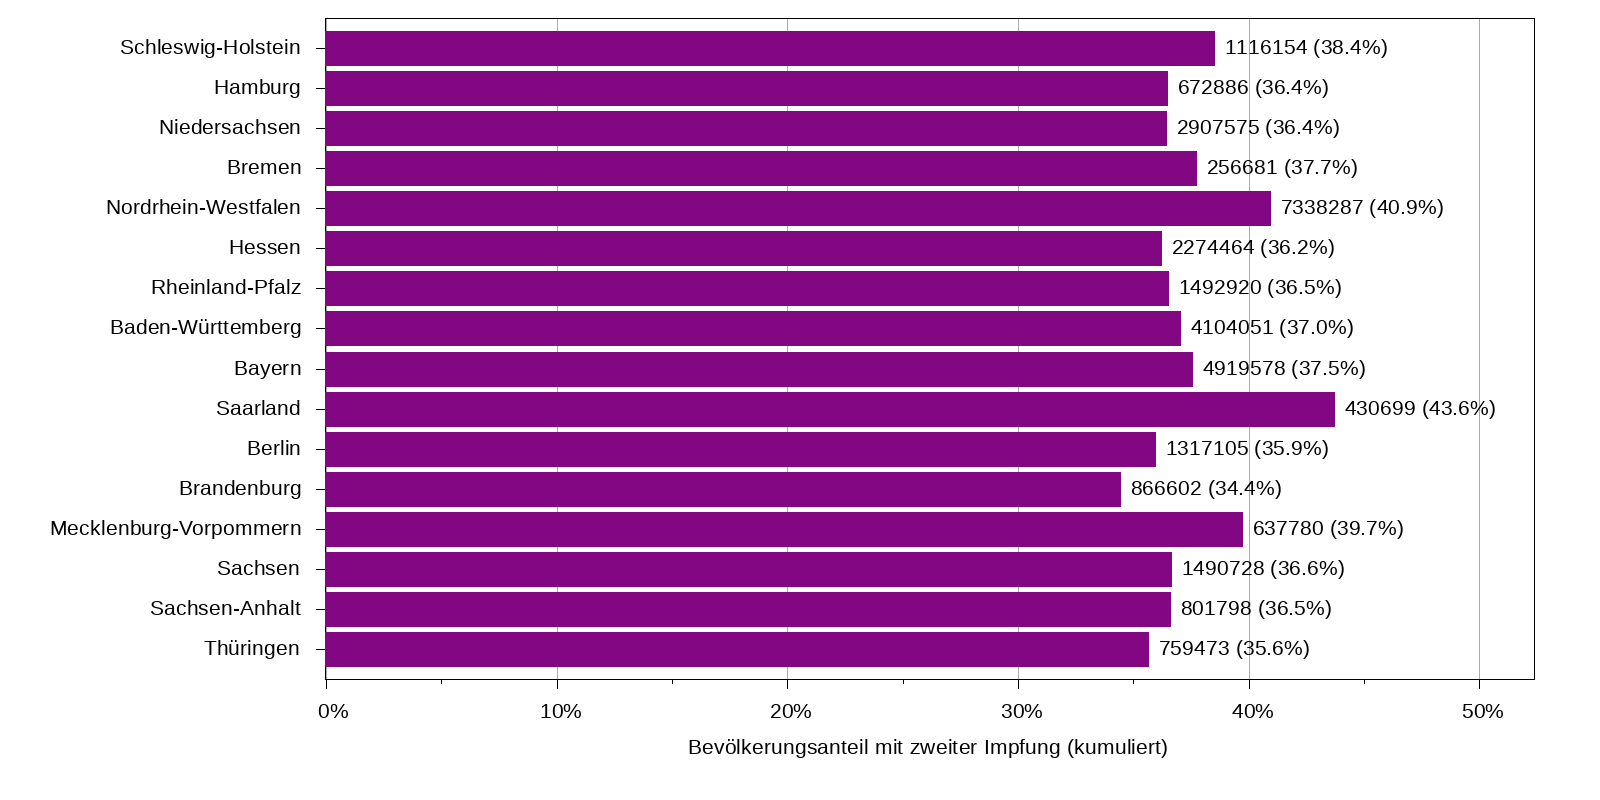 Schleswig-Holstein 1116154 (38.4%)
Hamburg 672886 (36.4%)
Niedersachsen 2907575 (36.4%)
Bremen 256681 (37.7%)
Nordrhein-Westfalen 7338287 (40.9%)
Hessen 2274464 (36.2%)
Rheinland-Pfalz 1492920 (36.5%)
Baden-Württemberg 4104051 (37.0%)
Bayern 4919578 (37.5%)
Saarland 430699 (43.6%)
Berlin 1317105 (35.9%)
Brandenburg 866602 (34.4%)
Mecklenburg-Vorpommern 637780 (39.7%)
Sachsen 1490728 (36.6%)
Sachsen-Anhalt 801798 (36.5%)
Thüringen 759473 (35.6%)
0% 10% 20% 30% 40% 50%
Bevölkerungsanteil mit zweiter Impfung (kumuliert)